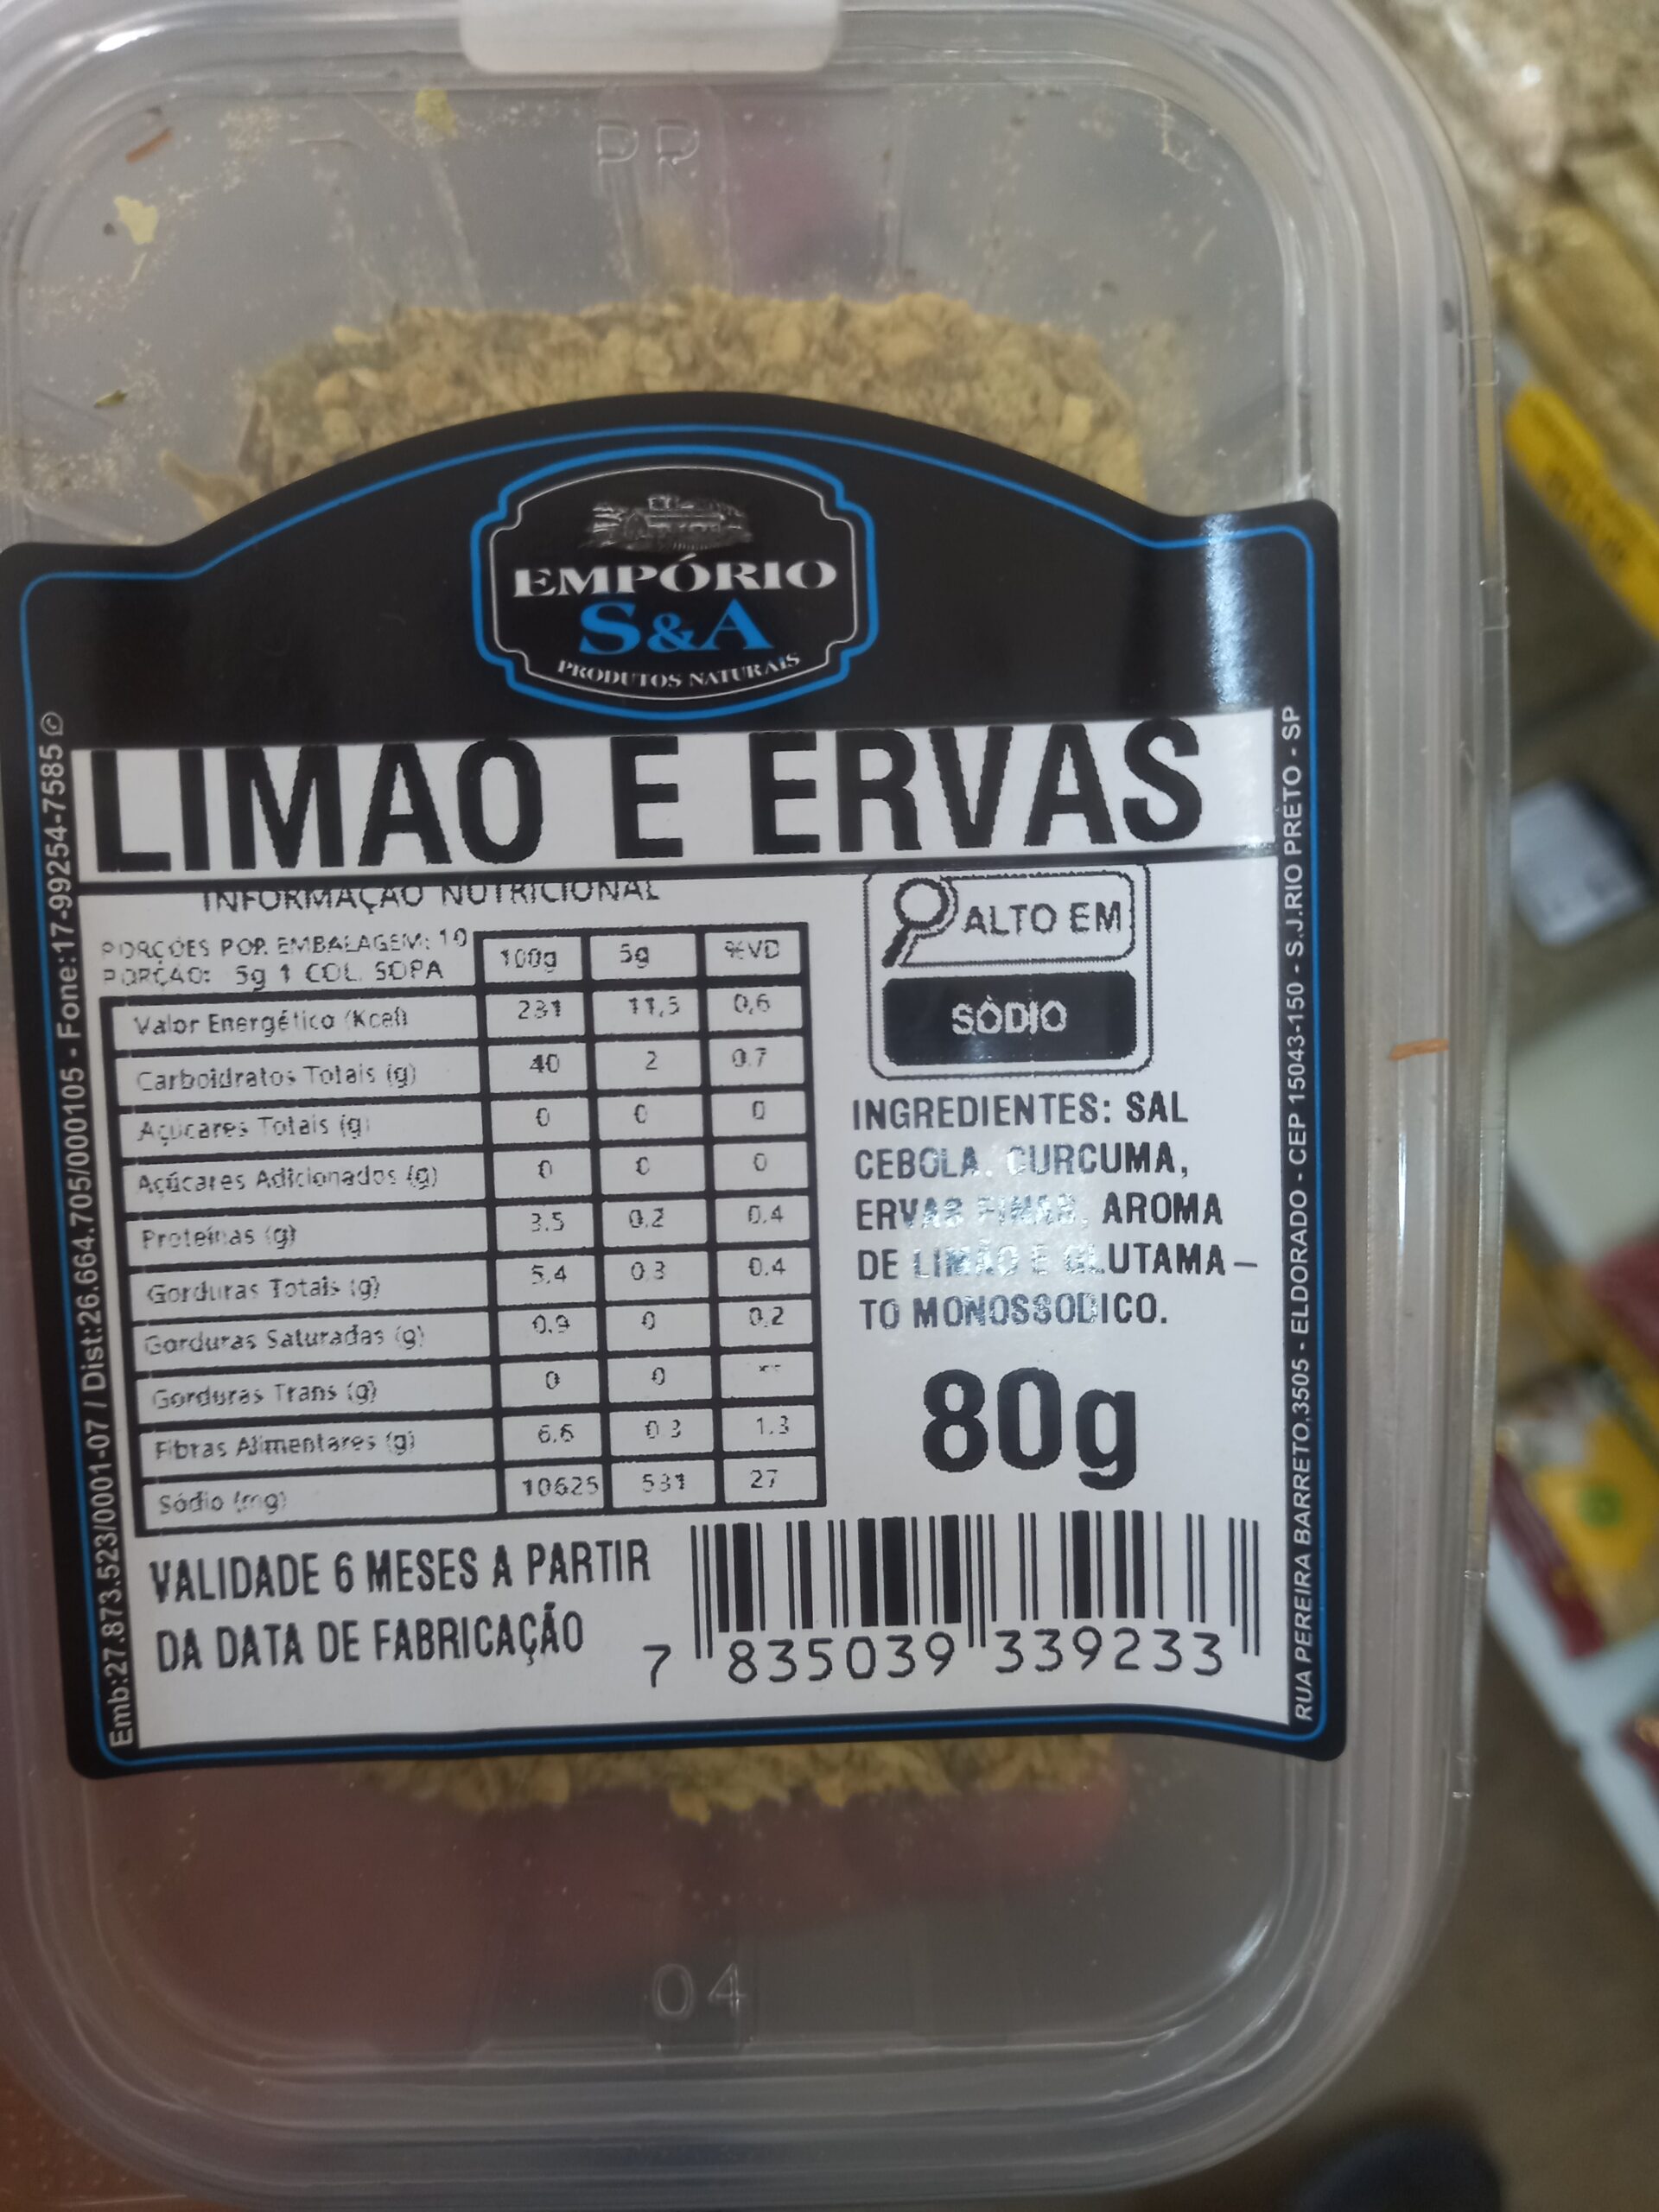 PR
EMPÓRIO
S&A
PRODUTOS NATURAIS
LIMAO E ERVAS
INFORMAÇÃO NUTRICIONAL
PORÇÕES POR EMBALAGEM: 10
PORÇÃO: 5g 1 COL. SOPA
100g 5g %VD
Valor Energético (Kcal) 231 11,5 0,6
Carboidratos Totais (g) 40 2 0.7
Açúcares Totais (g) 0 0 0
Açúcares Adicionados (g) 0 0 0
Proteínas (g) 3.5 0.2 0.4
Gorduras Totais (g) 5.4 0.3 0.4
Gorduras Saturadas (g) 0.9 0 0.2
Gorduras Trans (g) 0 0 **
Fibras Alimentares (g) 6.6 0.3 1.3
Sódio (mg) 10625 531 27
ALTO EM
SÓDIO
INGREDIENTES: SAL
CEBOLA, CURCUMA,
ERVAS FINAS, AROMA
DE LIMÃO E GLUTAMA-
TO MONOSSODICO.
80g
VALIDADE 6 MESES A PARTIR
DA DATA DE FABRICAÇÃO
7 835039 339233
Emb:27.873.523/0001-07 / Dist:26.664.705/000105 - Fone:17-99254-7585
RUA PEREIRA BARRETO,3505 - ELDORADO - CEP 15043-150 - S.J.RIO PRETO - SP
04